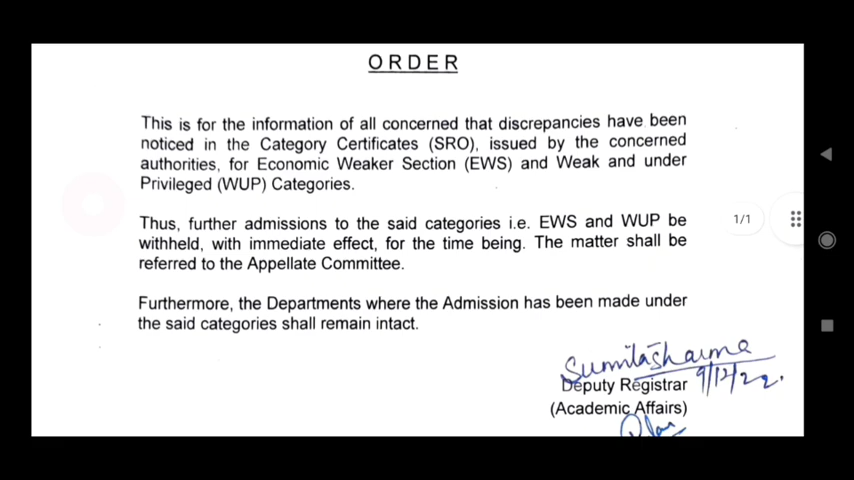 ORDER
This is for the information of all concerned that discrepancies have been
noticed in the Category Certificates (SRO), issued by the concerned
authorities, for Economic Weaker Section (EWS) and Weak and under
Privileged (WUP) Categories.
Thus, further admissions to the said categories i.e. EWS and WUP be
withheld, with immediate effect, for the time being. The matter shall be
referred to the Appellate Committee.
1/1
Furthermore, the Departments where the Admission has been made under
the said categories shall remain intact.
Sumita Sharma
Deputy Registrar 9/12/22.
(Academic Affairs)